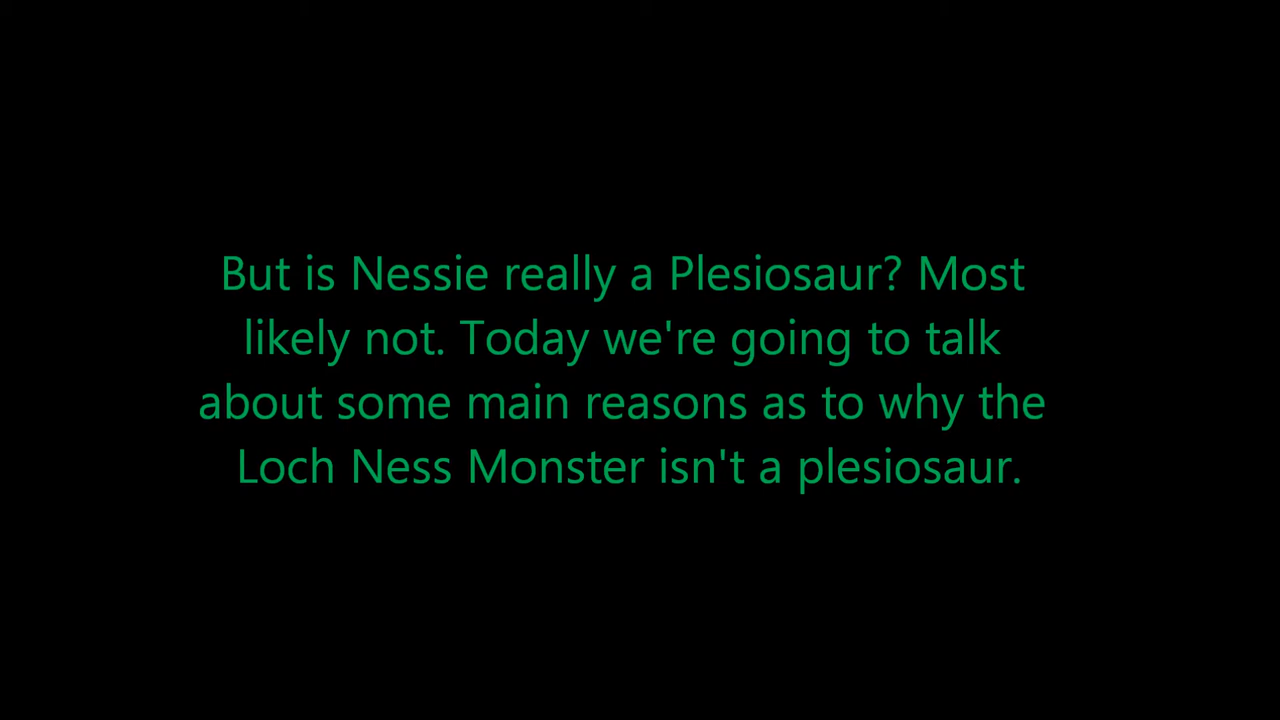 But is Nessie really a Plesiosaur? Most
likely not. Today we're going to talk
about some main reasons as to why the
Loch Ness Monster isn't a plesiosaur.